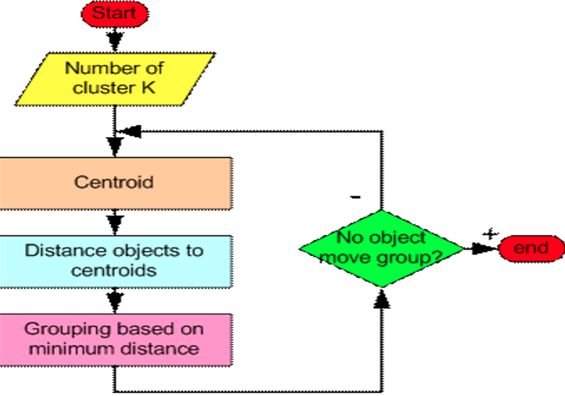 Start
Number of
cluster K
Centroid
Distance objects to
centroids
Grouping based on
minimum distance
-
No object
move group?
+
end